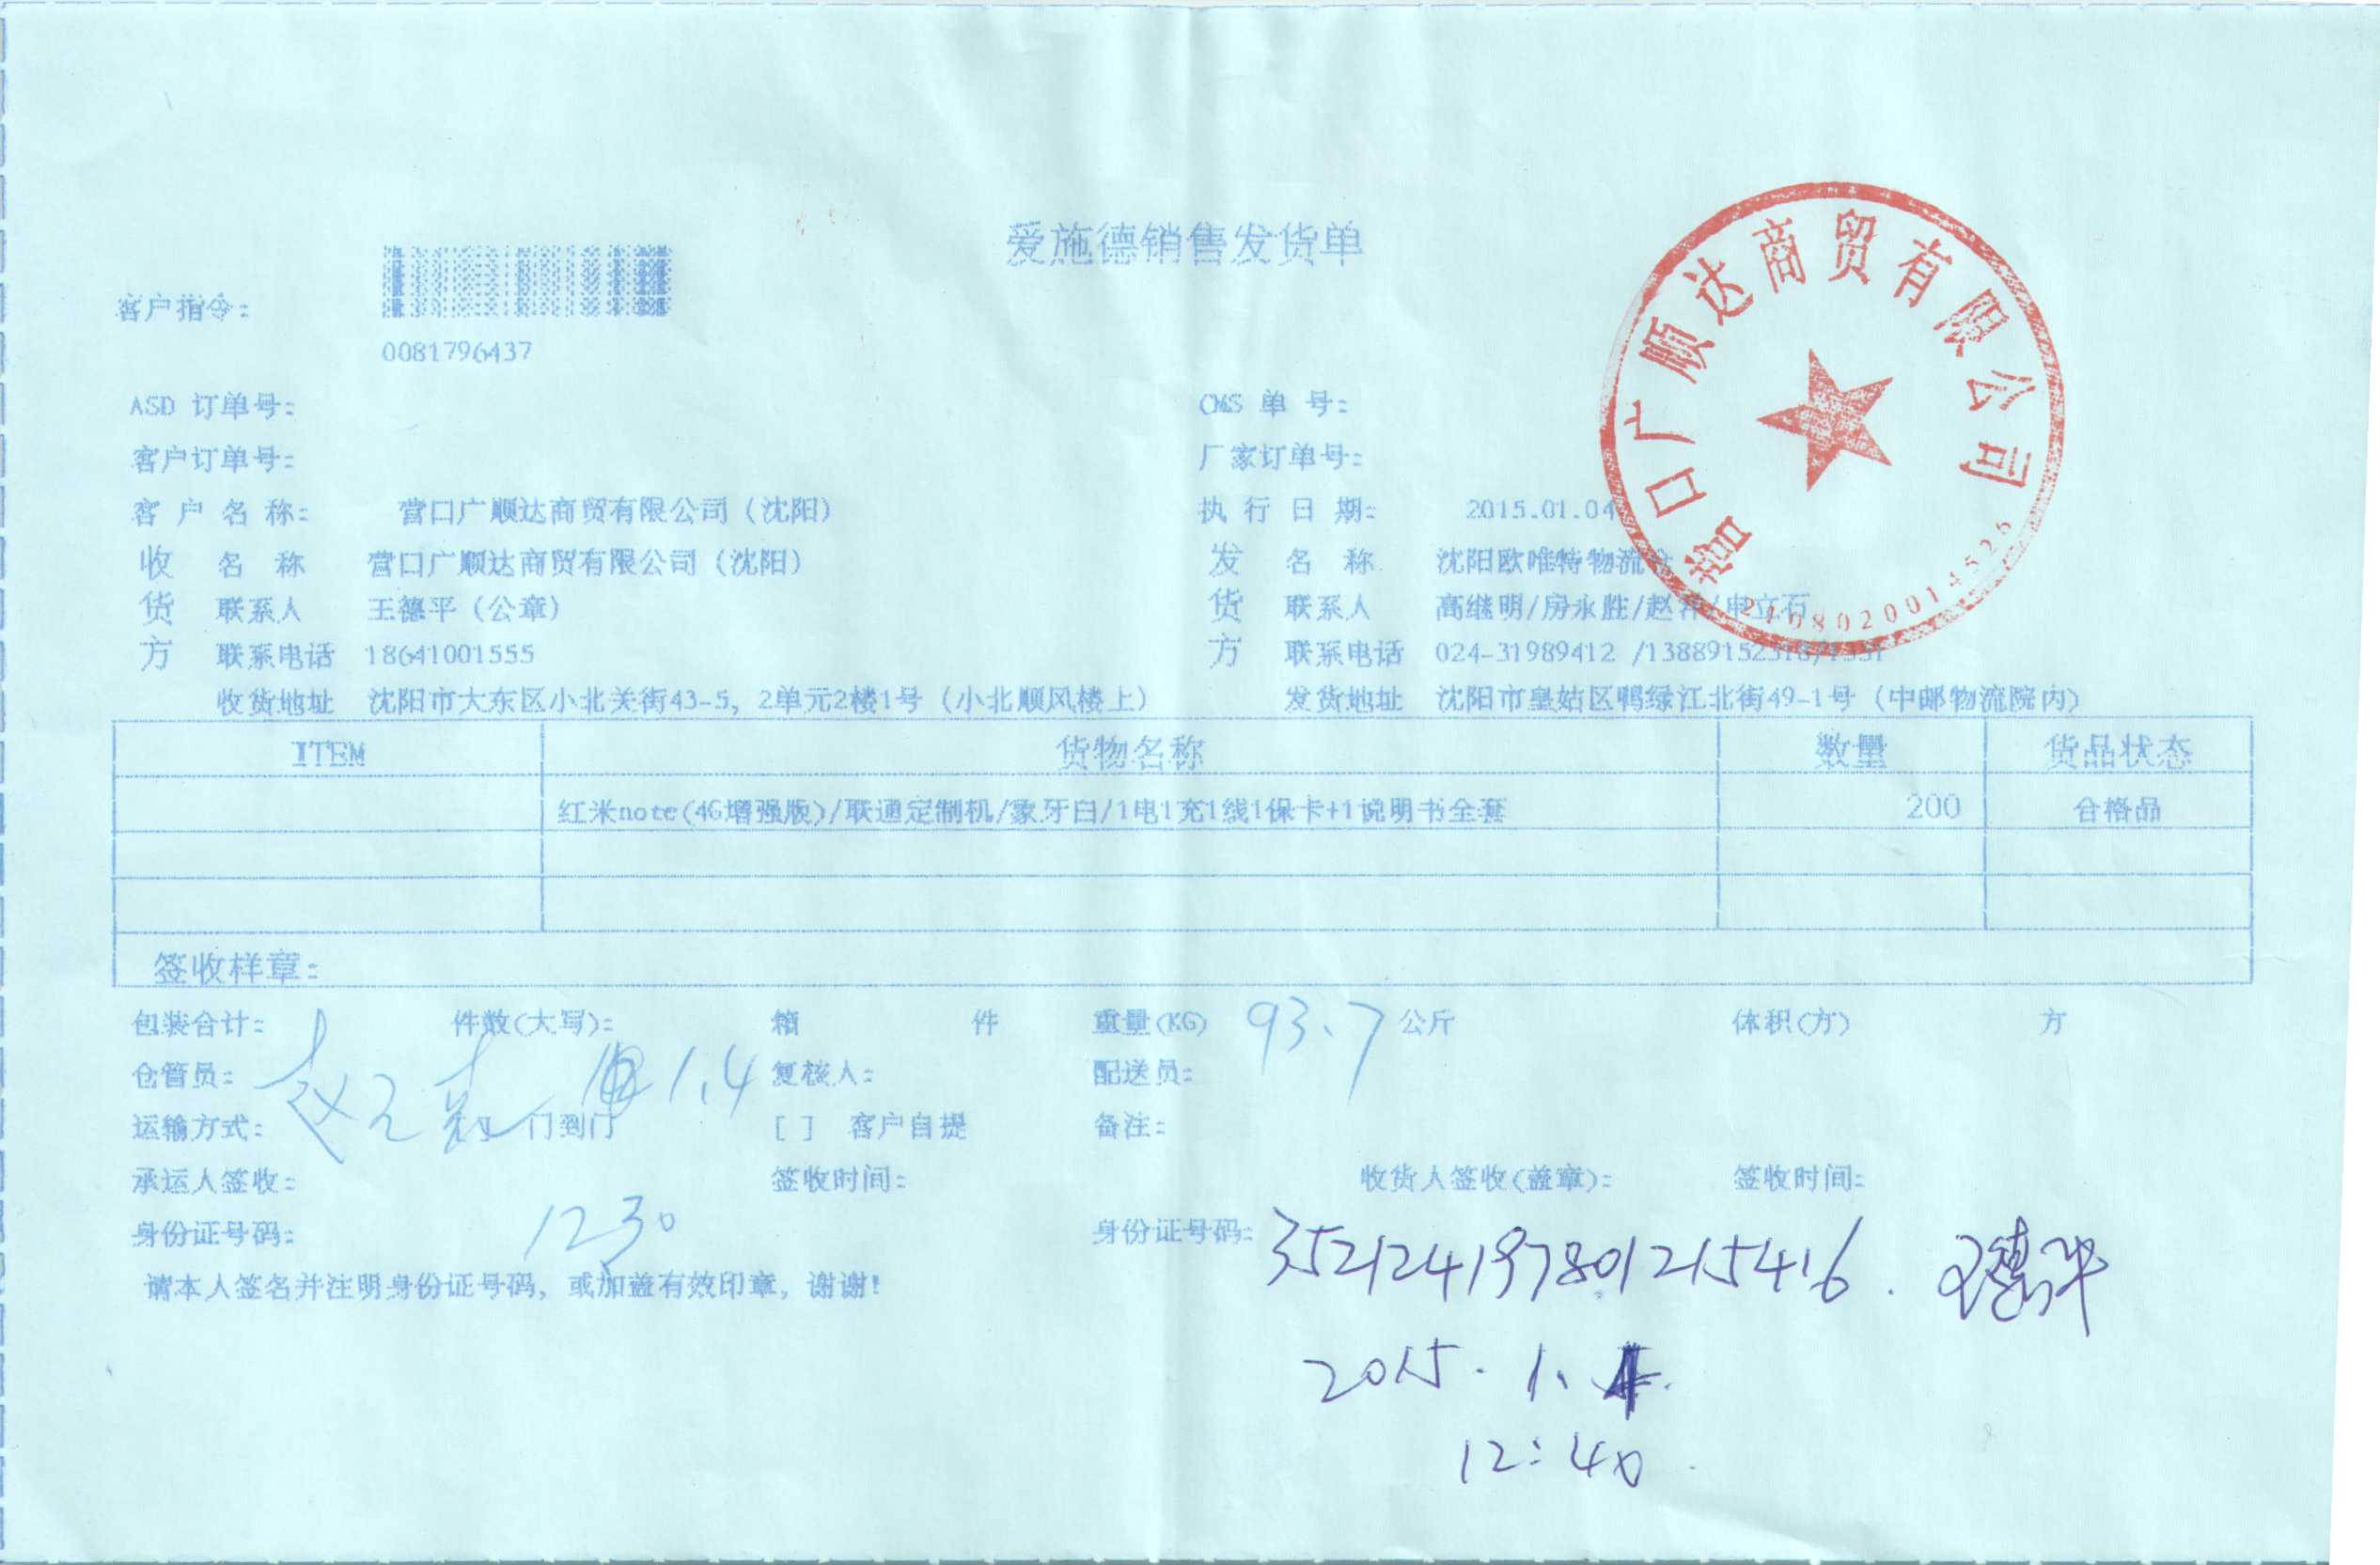 爱施德销售发货单
客户指令:
0081796437
ASD 订单号: CMS 单 号:
客户订单号: 厂家订单号:
客 户 名 称: 营口广顺达商贸有限公司（沈阳） 执 行 日 期: 2015.01.04
收 名 称 营口广顺达商贸有限公司（沈阳） 发 名 称 沈阳欧唯特物流仓
货 联系人 王德平（公章） 货 联系人 高继明/房永胜/赵 /申立石
方 联系电话 18641001555 方 联系电话 024-31989412 /13889152
收货地址 沈阳市大东区小北关街43-5, 2单元2楼1号（小北顺风楼上） 发货地址 沈阳市皇姑区鸭绿江北街49-1号（中邮物流院内）
营口广顺达商贸有限公司
ITEM 货物名称 数量 货品状态
红米note(4G增强版)/联通定制机/象牙白/1电1充1线1保卡+1说明书全套 200 合格品
签收样章:
包装合计: 件数(大写): 箱 件 重量(KG) 93.7 公斤 体积(方) 方
仓管员: 1.4 复核人: 配送员:
运输方式: 门到门 [ ] 客户自提 备注:
承运人签收: 签收时间: 收货人签收(盖章): 签收时间:
身份证号码: 1230 身份证号码: 352124197801215416. 王德平
请本人签名并注明身份证号码, 或加盖有效印章, 谢谢!
2015.1.4.
12:40